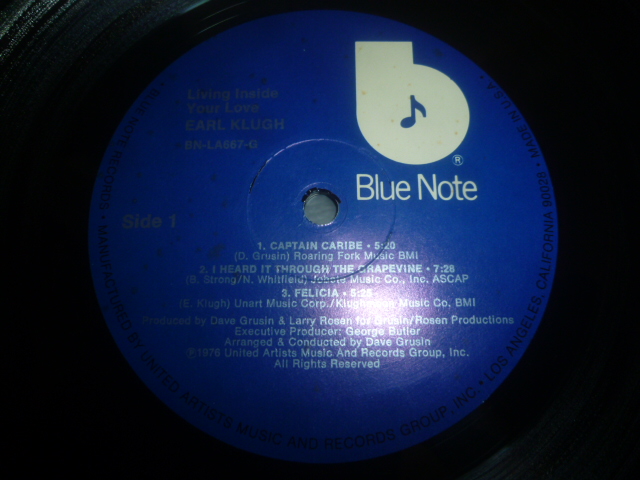 Living Inside
Your Love
EARL KLUGH
BN-LA667-G
b
®
Blue Note
Side 1
1. CAPTAIN CARIBE • 5:20
(D. Grusin) Roaring Fork Music BMI
2. I HEARD IT THROUGH THE GRAPEVINE • 7:28
(B. Strong/N. Whitfield) Jobete Music Co., Inc. ASCAP
3. FELICIA • 5:25
(E. Klugh) Unart Music Corp./Klughsson Music Co, BMI
Produced by Dave Grusin & Larry Rosen for Grusin/Rosen Productions
Executive Producer: George Butler
Arranged & Conducted by Dave Grusin
℗1976 United Artists Music And Records Group, Inc.
All Rights Reserved
BLUE NOTE RECORDS • MANUFACTURED BY UNITED ARTISTS MUSIC AND RECORDS GROUP, INC. • LOS ANGELES, CALIFORNIA 90028 • MADE IN U.S.A. •